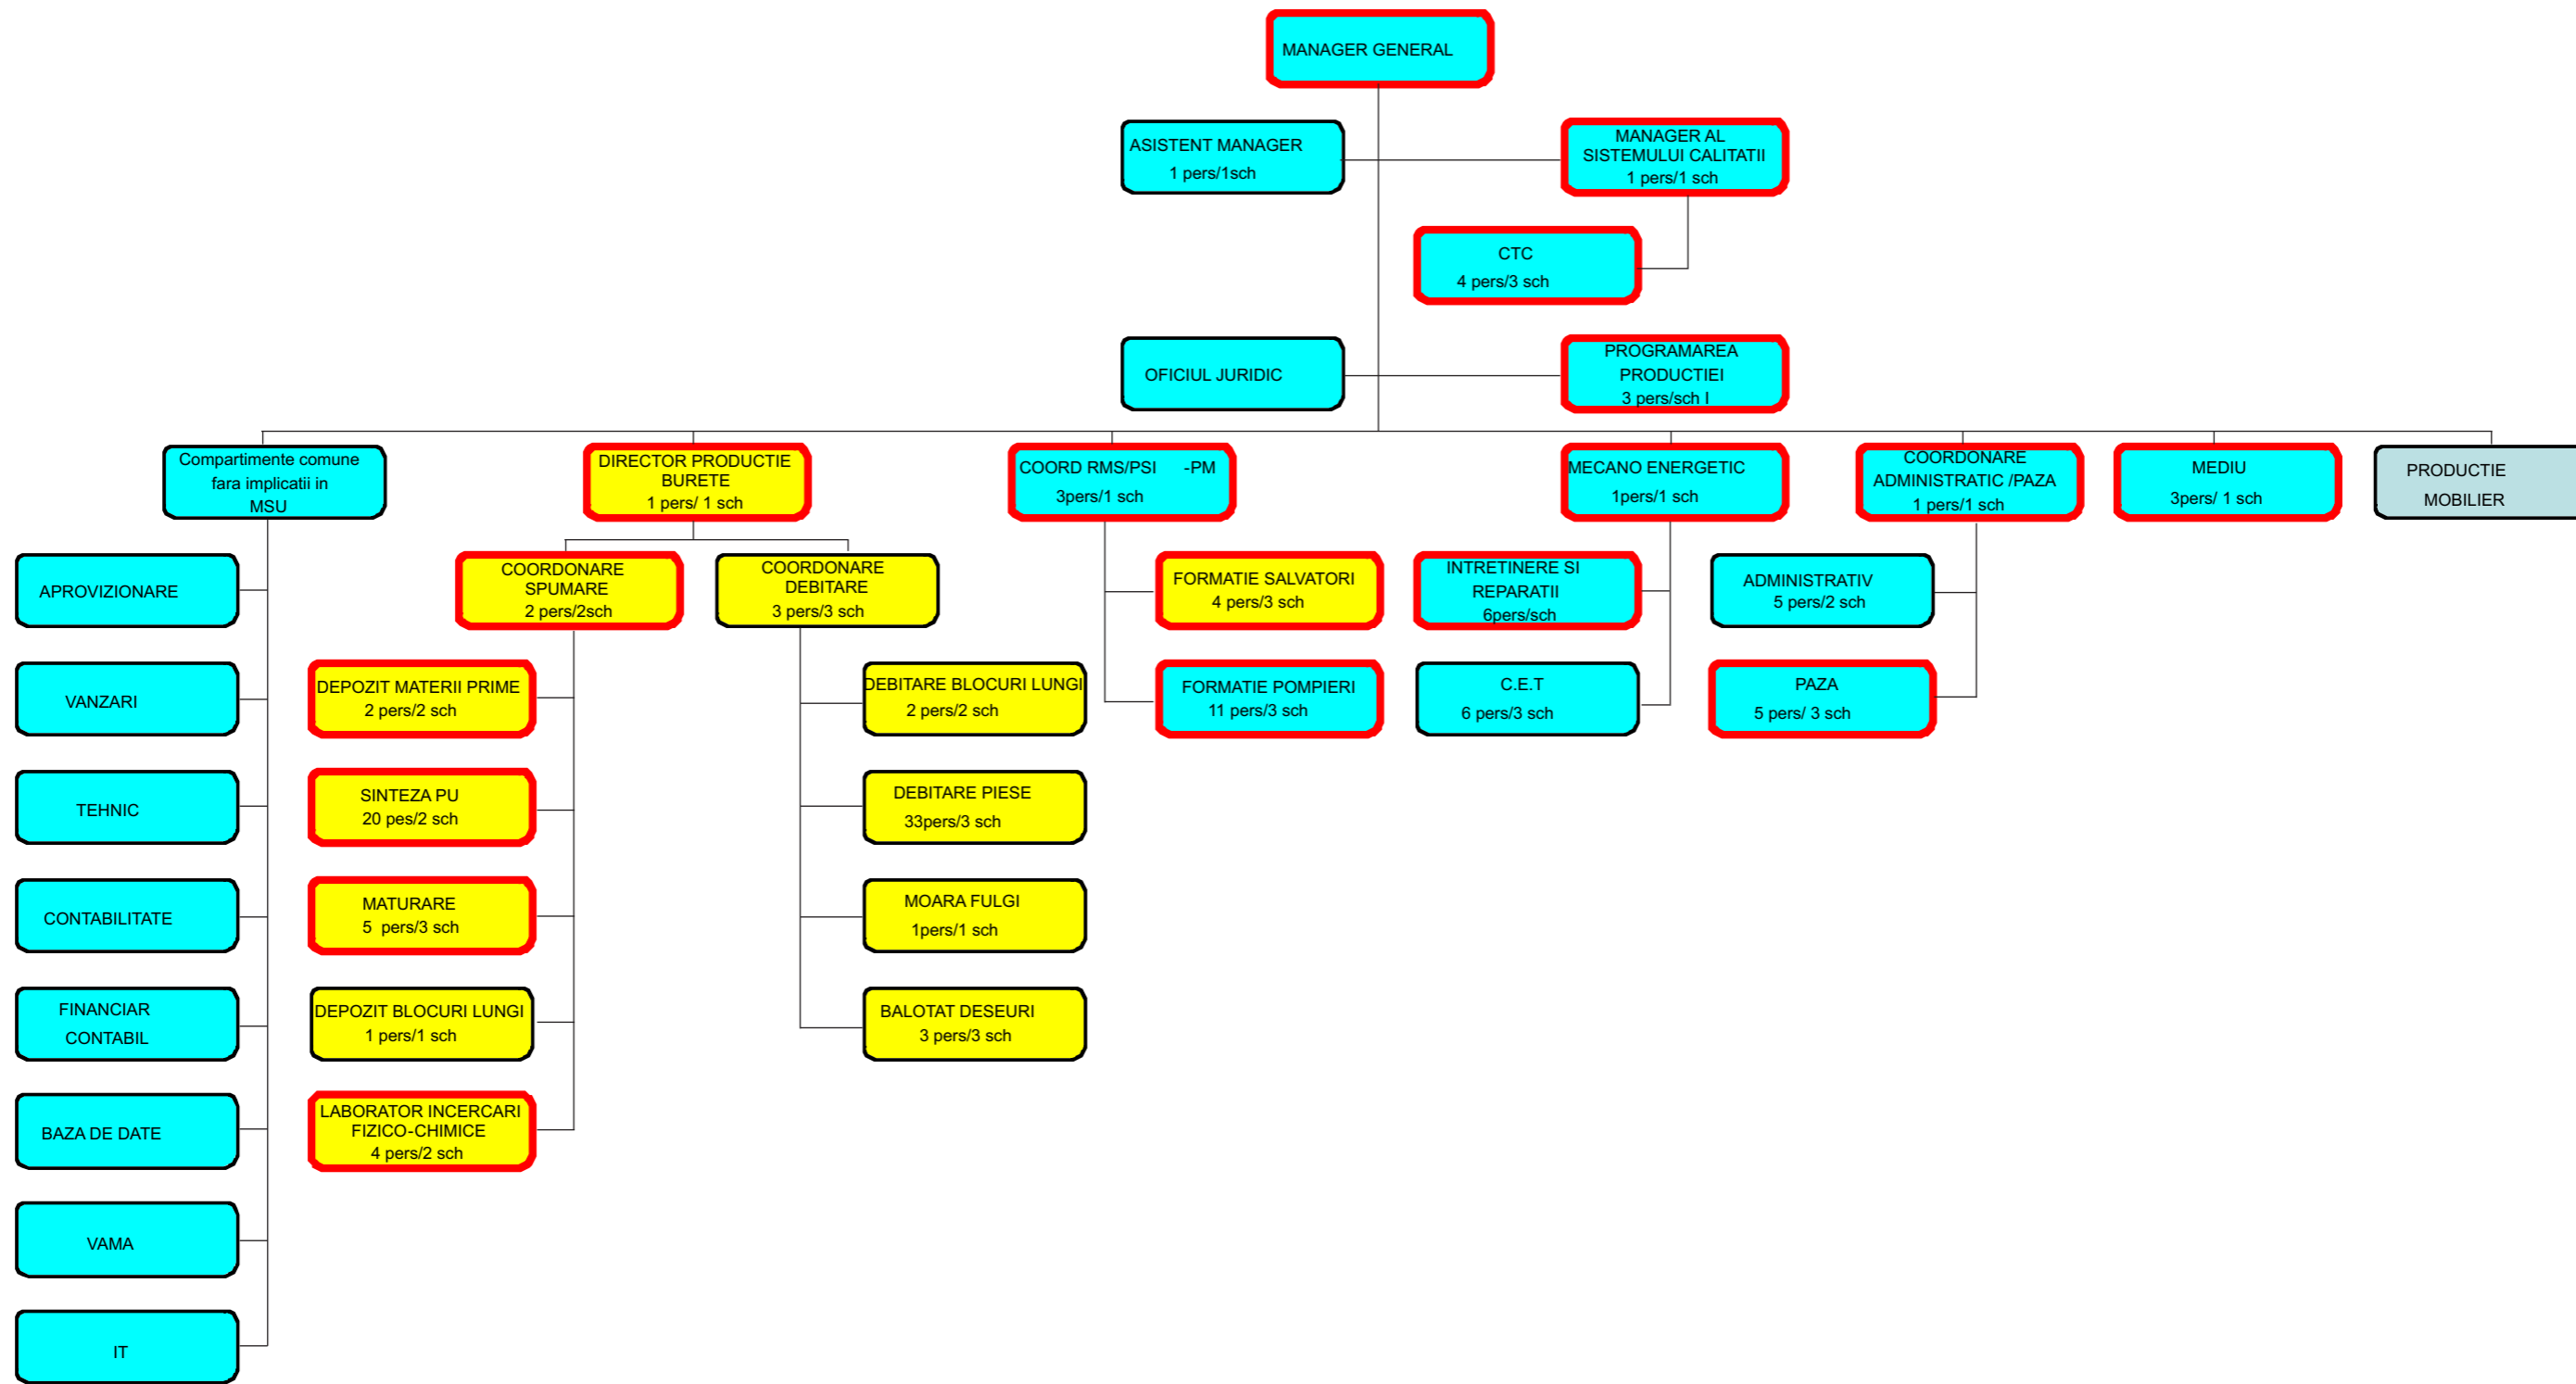 MANAGER GENERAL
ASISTENT MANAGER
1 pers/1sch
MANAGER AL
SISTEMULUI CALITATII
1 pers/1 sch
CTC
4 pers/3 sch
OFICIUL JURIDIC
PROGRAMAREA
PRODUCTIEI
3 pers/sch I
Compartimente comune
fara implicatii in
MSU
DIRECTOR PRODUCTIE
BURETE
1 pers/ 1 sch
COORD RMS/PSI -PM
3pers/1 sch
MECANO ENERGETIC
1pers/1 sch
COORDONARE
ADMINISTRATIC /PAZA
1 pers/1 sch
MEDIU
3pers/ 1 sch
PRODUCTIE
MOBILIER
APROVIZIONARE
COORDONARE
SPUMARE
2 pers/2sch
COORDONARE
DEBITARE
3 pers/3 sch
FORMATIE SALVATORI
4 pers/3 sch
INTRETINERE SI
REPARATII
6pers/sch
ADMINISTRATIV
5 pers/2 sch
VANZARI
DEPOZIT MATERII PRIME
2 pers/2 sch
DEBITARE BLOCURI LUNGI
2 pers/2 sch
FORMATIE POMPIERI
11 pers/3 sch
C.E.T
6 pers/3 sch
PAZA
5 pers/ 3 sch
TEHNIC
SINTEZA PU
20 pes/2 sch
DEBITARE PIESE
33pers/3 sch
CONTABILITATE
MATURARE
5 pers/3 sch
MOARA FULGI
1pers/1 sch
FINANCIAR
CONTABIL
DEPOZIT BLOCURI LUNGI
1 pers/1 sch
BALOTAT DESEURI
3 pers/3 sch
BAZA DE DATE
LABORATOR INCERCARI
FIZICO-CHIMICE
4 pers/2 sch
VAMA
IT